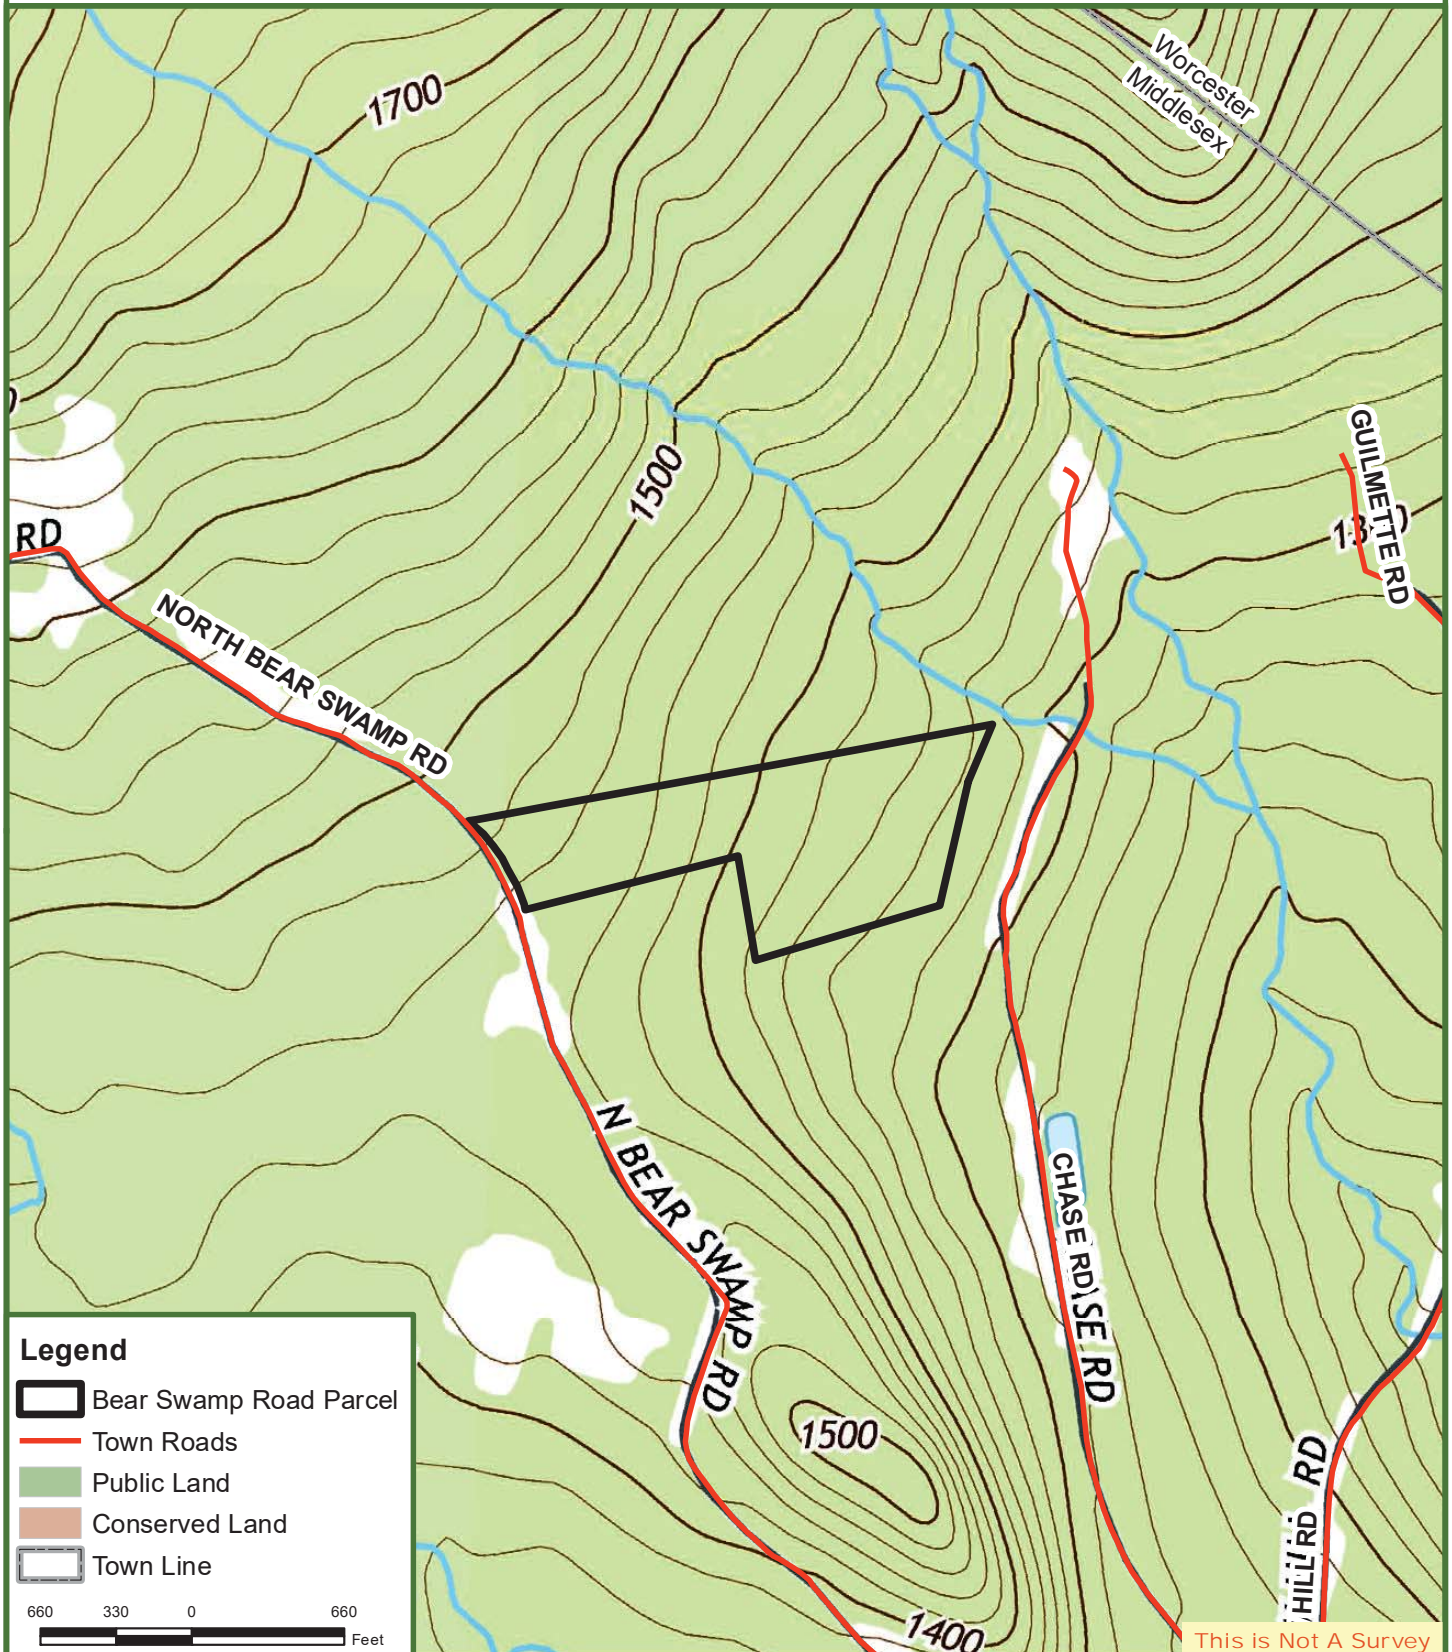 Worcester
Middlesex
1700
1500
GUILMETTE RD
RD
NORTH BEAR SWAMP RD
N BEAR SWAMP RD
CHASE RD
RD
1500
RD
HILL RD
1400
Legend
Bear Swamp Road Parcel
Town Roads
Public Land
Conserved Land
Town Line
660 330 0 660
Feet
This is Not A Survey